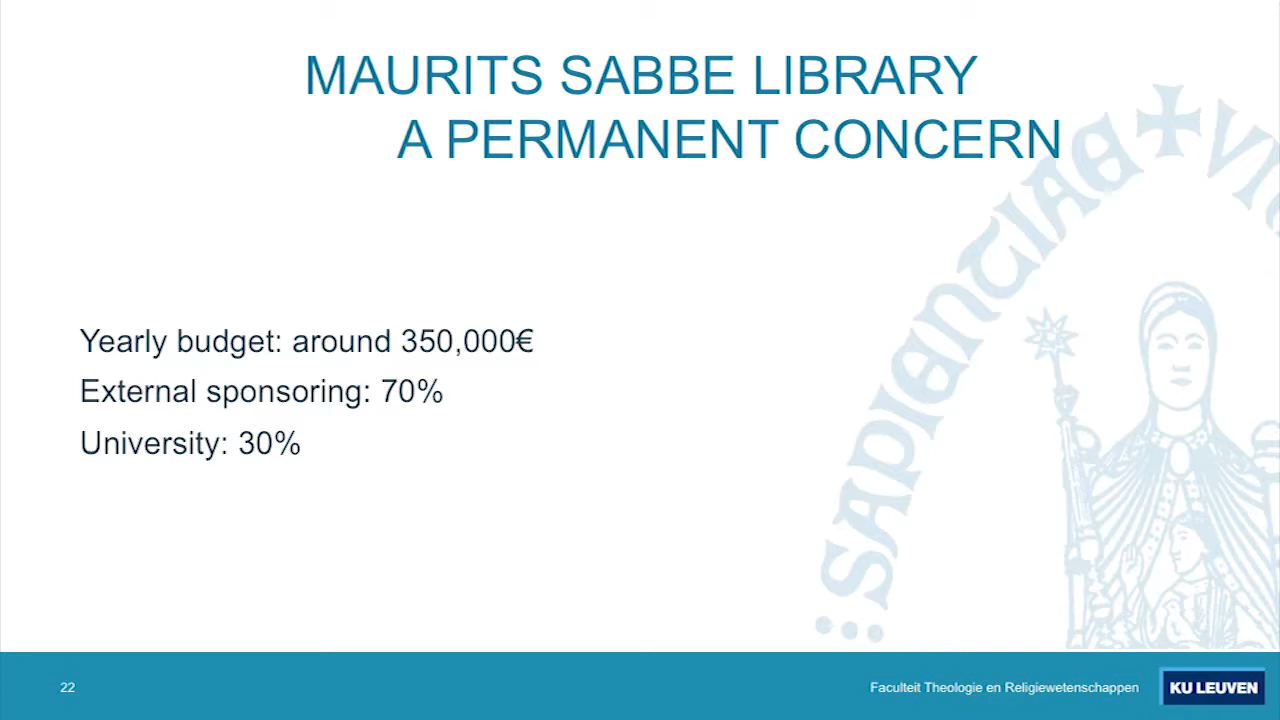 MAURITS SABBE LIBRARY
A PERMANENT CONCERN
Yearly budget: around 350,000€
External sponsoring: 70%
University: 30%
SAPIENTIAE
22
Faculteit Theologie en Religiewetenschappen
KU LEUVEN